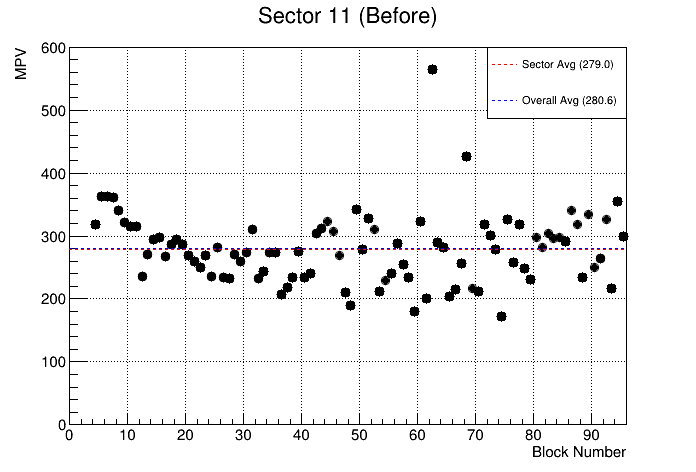 Sector 11 (Before)
MPV
600
500
400
300
200
100
0
Sector Avg (279.0)
Overall Avg (280.6)
0 10 20 30 40 50 60 70 80 90
Block Number